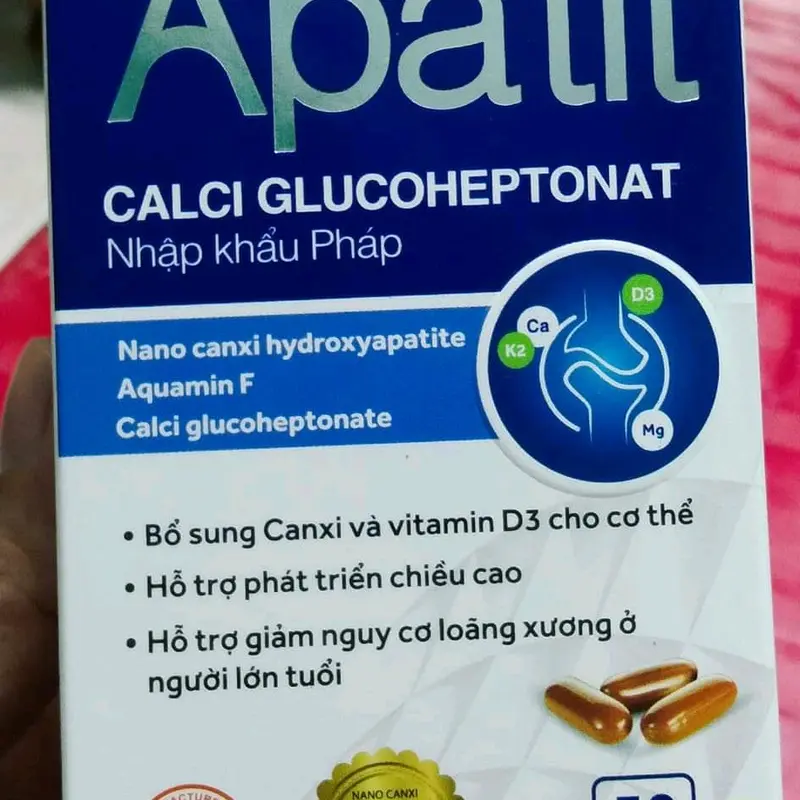 Apatit
CALCI GLUCOHEPTONAT
Nhập khẩu Pháp
D3
Ca
K2
Nano canxi hydroxyapatite
Aquamin F
Calci glucoheptonate
Mg
• Bổ sung Canxi và vitamin D3 cho cơ thể
• Hỗ trợ phát triển chiều cao
• Hỗ trợ giảm nguy cơ loãng xương ở
người lớn tuổi
NANO CANXI